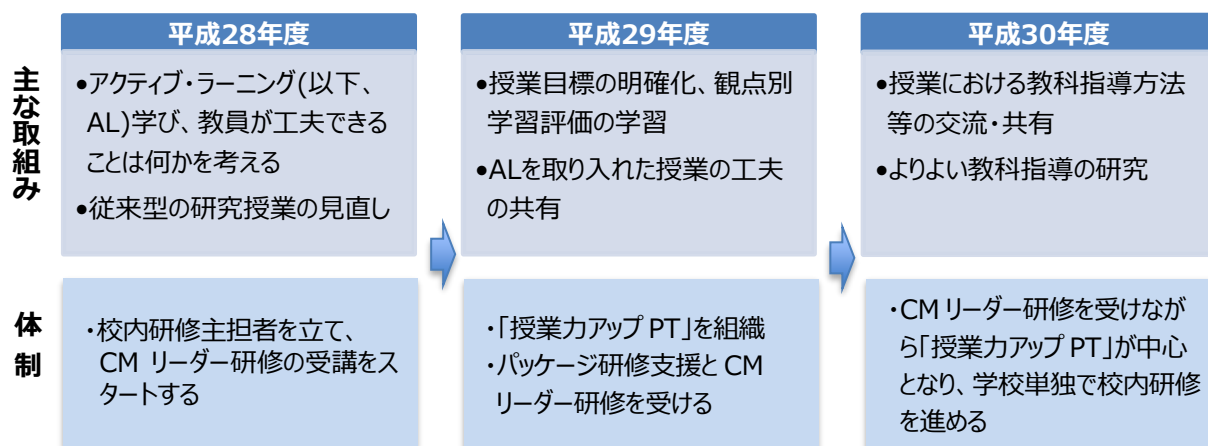 平成28年度
平成29年度
平成30年度
主な取組み
●アクティブ・ラーニング(以下、
AL)学び、教員が工夫できる
ことは何かを考える
●従来型の研究授業の見直し
●授業目標の明確化、観点別
学習評価の学習
●ALを取り入れた授業の工夫
の共有
●授業における教科指導方法
等の交流・共有
●よりよい教科指導の研究
体制
・校内研修主担者を立て、
CM リーダー研修の受講をス
タートする
・「授業力アップ PT」を組織
・パッケージ研修支援と CM
リーダー研修を受ける
・CM リーダー研修を受けなが
ら「授業力アップ PT」が中心
となり、学校単独で校内研修
を進める